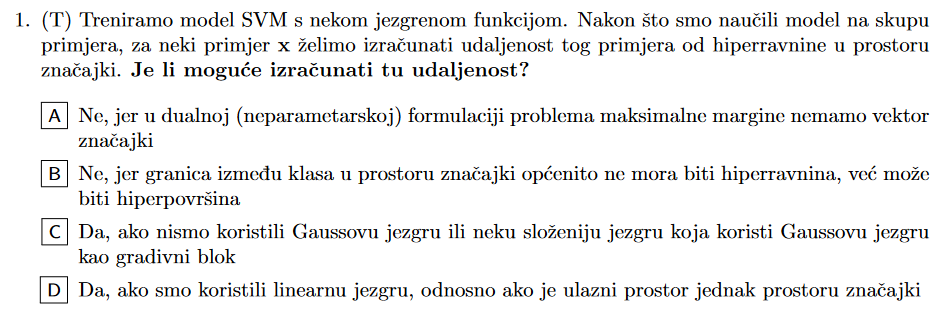 1. (T) Treniramo model SVM s nekom jezgrenom funkcijom. Nakon što smo naučili model na skupu
primjera, za neki primjer x želimo izračunati udaljenost tog primjera od hiperravnine u prostoru
značajki. Je li moguće izračunati tu udaljenost?
A Ne, jer u dualnoj (neparametarskoj) formulaciji problema maksimalne margine nemamo vektor
značajki
B Ne, jer granica između klasa u prostoru značajki općenito ne mora biti hiperravnina, već može
biti hiperpovršina
C Da, ako nismo koristili Gaussovu jezgru ili neku složeniju jezgru koja koristi Gaussovu jezgru
kao gradivni blok
D Da, ako smo koristili linearnu jezgru, odnosno ako je ulazni prostor jednak prostoru značajki